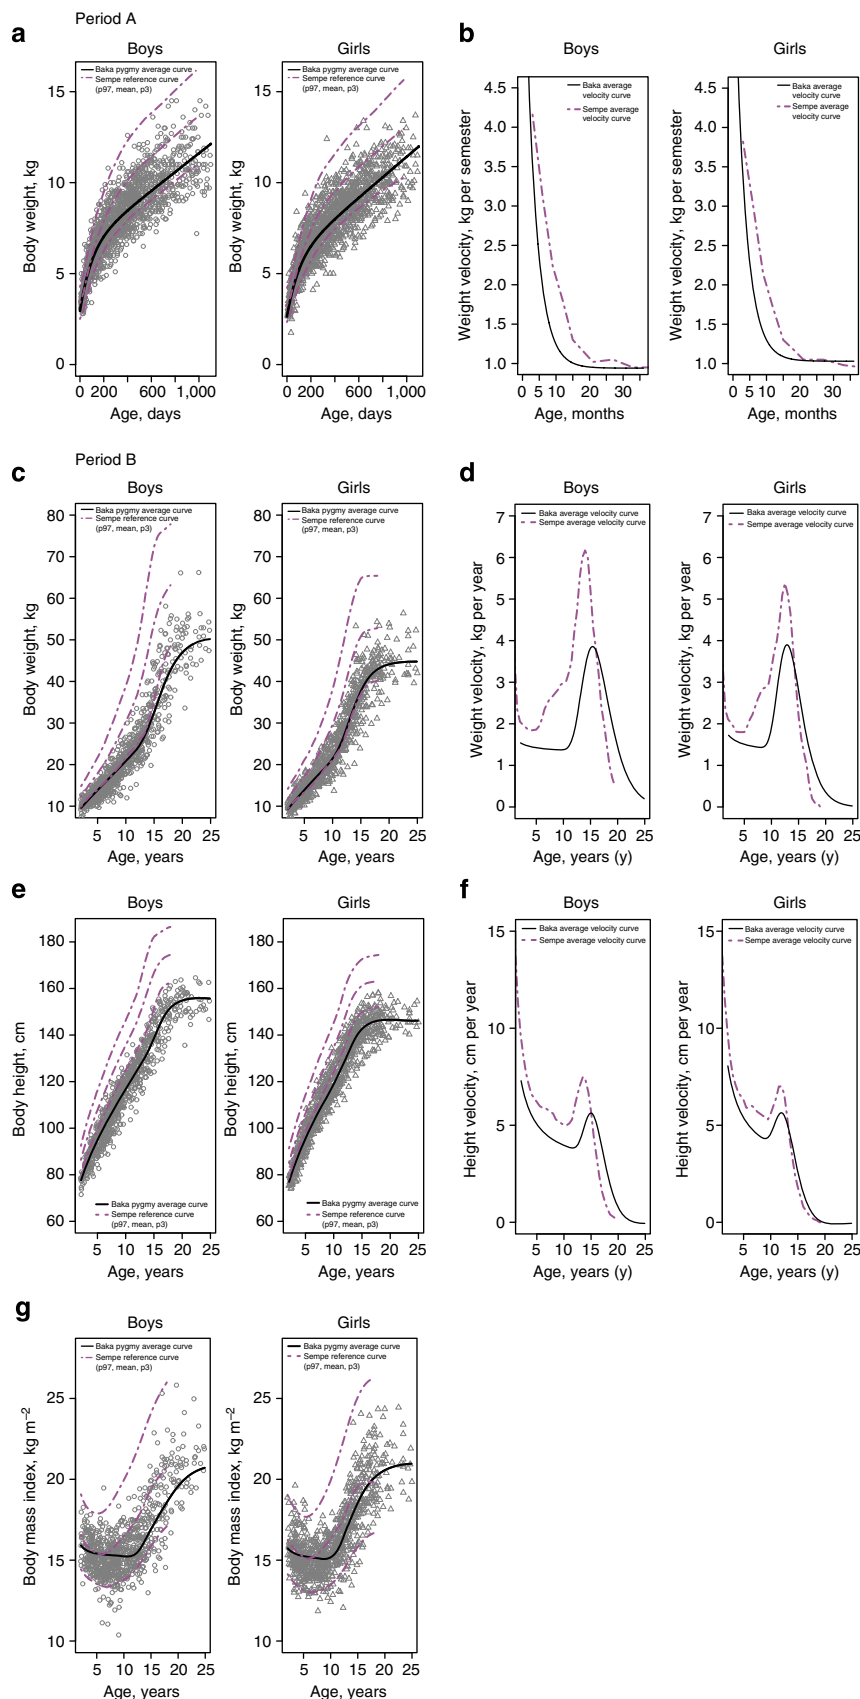 Period A
a
Boys
Girls
Baka pygmy average curve
Sempe reference curve
(p97, mean, p3)
Baka pygmy average curve
Sempe reference curve
(p97, mean, p3)
Body weight, kg
15
10
5
0
0 200 600 1,000
Age, days
Body weight, kg
15
10
5
0
0 200 600 1,000
Age, days
b
Boys
Girls
Baka average
velocity curve
Sempe average
velocity curve
Baka average
velocity curve
Sempe average
velocity curve
Weight velocity, kg per semester
4.5
4.0
3.5
3.0
2.5
2.0
1.5
1.0
0 5 10 20 30
Age, months
Weight velocity, kg per semester
4.5
4.0
3.5
3.0
2.5
2.0
1.5
1.0
0 5 10 20 30
Age, months
Period B
c
Boys
Girls
Baka pygmy average curve
Sempe reference curve
(p97, mean, p3)
Baka pygmy average curve
Sempe reference curve
(p97, mean, p3)
Body weight, kg
80
70
60
50
40
30
20
10
5 10 15 20 25
Age, years
Body weight, kg
80
70
60
50
40
30
20
10
5 10 15 20 25
Age, years
d
Boys
Girls
Baka average velocity curve
Sempe average velocity curve
Baka average velocity curve
Sempe average velocity curve
Weight velocity, kg per year
7
6
5
4
3
2
1
0
5 10 15 20 25
Age, years (y)
Weight velocity, kg per year
7
6
5
4
3
2
1
0
5 10 15 20 25
Age, years (y)
e
Boys
Girls
Body height, cm
180
160
140
120
100
80
60
Baka pygmy average curve
Sempe reference curve
(p97, mean, p3)
5 10 15 20 25
Age, years
Body height, cm
180
160
140
120
100
80
60
Baka pygmy average curve
Sempe reference curve
(p97, mean, p3)
5 10 15 20 25
Age, years
f
Boys
Girls
Baka average velocity curve
Sempe average velocity curve
Baka average velocity curve
Sempe average velocity curve
Height velocity, cm per year
15
10
5
0
5 10 15 20 25
Age, years (y)
Height velocity, cm per year
15
10
5
0
5 10 15 20 25
Age, years (y)
g
Boys
Girls
Baka pygmy average curve
Sempe reference curve
(p97, mean, p3)
Baka pygmy average curve
Sempe reference curve
(p97, mean, p3)
Body mass index, kg m⁻²
25
20
15
10
5 10 15 20 25
Age, years
Body mass index, kg m⁻²
25
20
15
10
5 10 15 20 25
Age, years